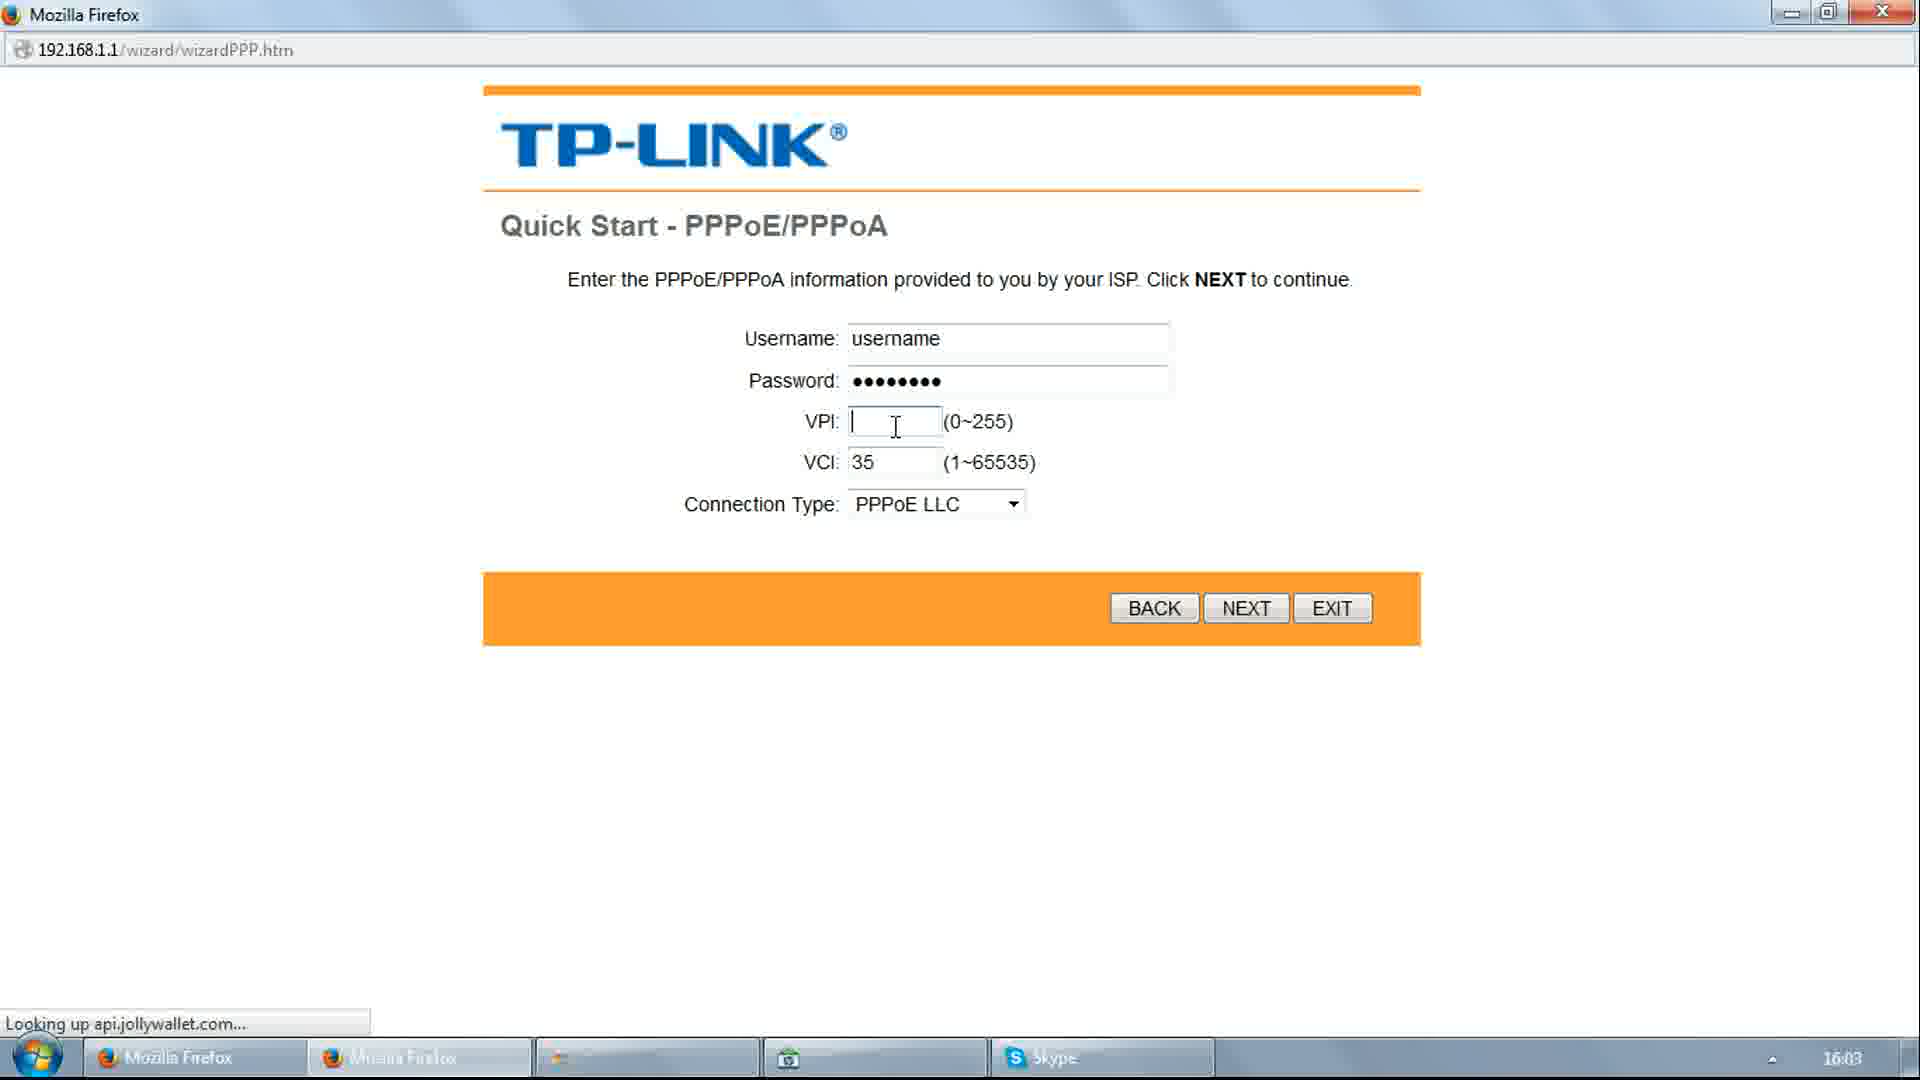 Mozilla Firefox
192.168.1.1/wizard/wizardPPP.htm
TP-LINK®
Quick Start - PPPoE/PPPoA
Enter the PPPoE/PPPoA information provided to you by your ISP. Click NEXT to continue.
Username: username
Password: ●●●●●●●●
VPI: (0~255)
VCI: 35 (1~65535)
Connection Type: PPPoE LLC
BACK NEXT EXIT
Looking up api.jollywallet.com...
Mozilla Firefox Mozilla Firefox Skype 16:03